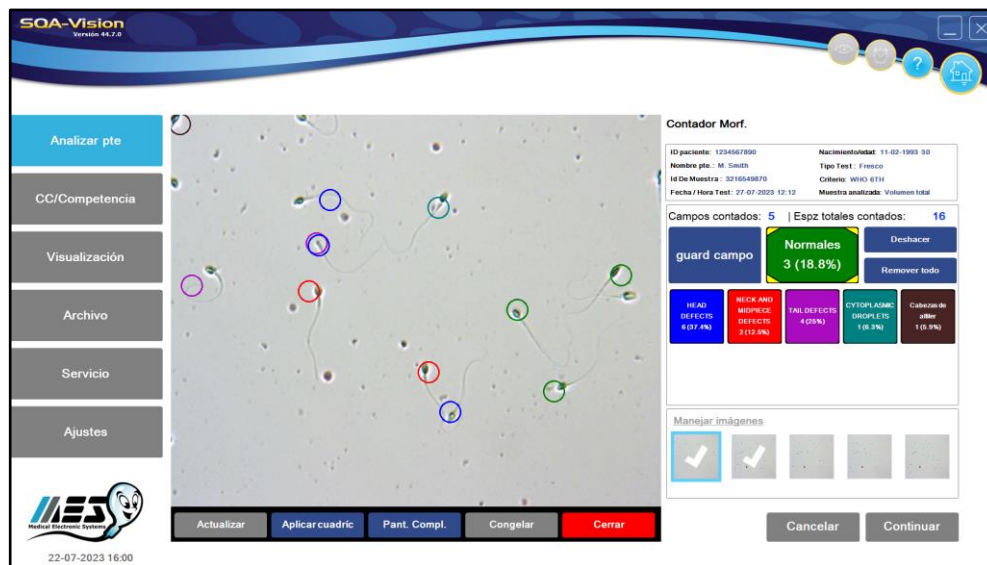 SQA-Vision
Versión 44.7.0
?
Analizar pte
CC/Competencia
Visualización
Archivo
Servicio
Ajustes
MES
Medical Electronic Systems
22-07-2023 16:00
Actualizar
Aplicar cuadríc
Pant. Compl.
Congelar
Cerrar
Contador Morf.
ID paciente: 1234567890
Nacimiento/edad: 11-02-1993 30
Nombre pte.: M. Smith
Tipo Test : Fresco
Id De Muestra : 3216549870
Criterio: WHO 6TH
Fecha / Hora Test: 27-07-2023 12:12
Muestra analizada: Volumen total
Campos contados: 5 | Espz totales contados: 16
guard campo
Normales
3 (18.8%)
Deshacer
Remover todo
HEAD
DEFECTS
6 (37.4%)
NECK AND
MIDPIECE
DEFECTS
2 (12.5%)
TAIL DEFECTS
4 (25%)
CYTOPLASMIC
DROPLETS
1 (6.3%)
Cabezas de
alfiler
1 (5.9%)
Manejar imágenes
Cancelar
Continuar